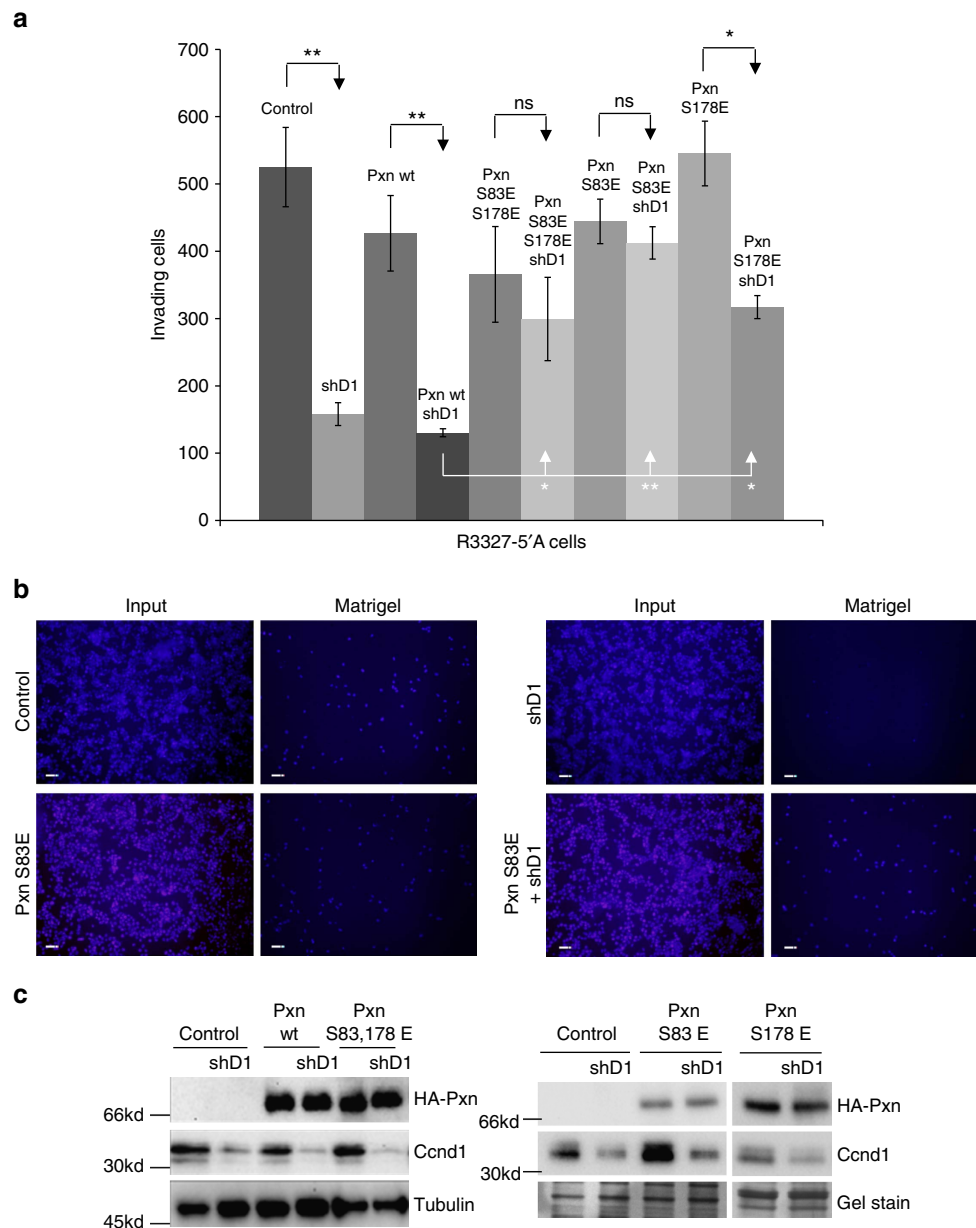 a
700
600
500
400
300
200
100
0
Invading cells
**
Control
shD1
**
Pxn wt
Pxn wt
shD1
ns
Pxn
S83E
S178E
Pxn
S83E
S178E
shD1
ns
Pxn
S83E
Pxn
S83E
shD1
*
Pxn
S178E
Pxn
S178E
shD1
*
**
*
R3327-5′A cells
b
Input
Matrigel
Input
Matrigel
Control
shD1
Pxn S83E
Pxn S83E
+ shD1
c
Control
Pxn
wt
Pxn
S83,178 E
shD1
shD1
shD1
HA-Pxn
66kd
Ccnd1
30kd
Tubulin
45kd
Control
Pxn
S83 E
Pxn
S178 E
shD1
shD1
shD1
HA-Pxn
66kd
Ccnd1
30kd
Gel stain